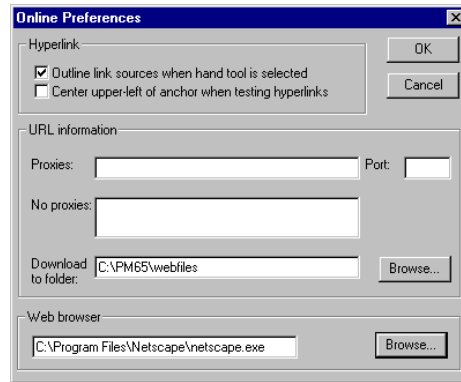 Online Preferences
Hyperlink
OK
Outline link sources when hand tool is selected
Center upper-left of anchor when testing hyperlinks
Cancel
URL information
Proxies:
Port:
No proxies:
Download
to folder:
C:\PM65\webfiles
Browse...
Web browser
C:\Program Files\Netscape\netscape.exe
Browse...